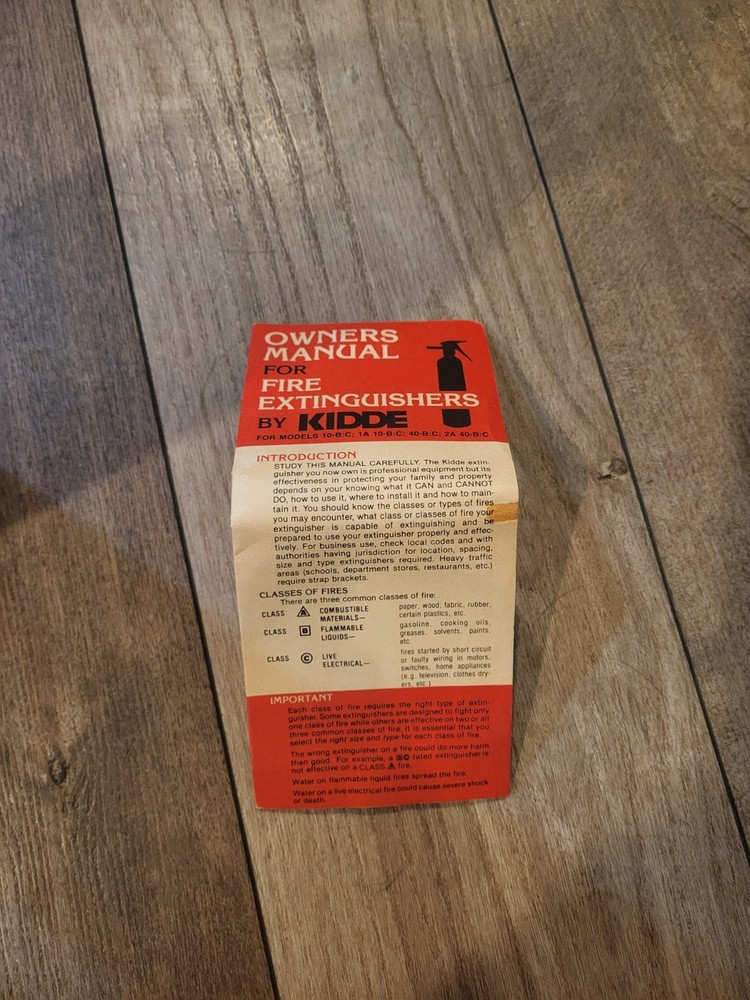 OWNERS
MANUAL
FOR
FIRE
EXTINGUISHERS
BY KIDDE
FOR MODELS 10-B:C; 1A 10-B:C; 40-B:C; 2A 40-B:C
INTRODUCTION
STUDY THIS MANUAL CAREFULLY. The Kidde extin-
guisher you now own is professional equipment but its
effectiveness in protecting your family and property
depends on your knowing what it CAN and CANNOT
DO, how to use it, where to install it and how to main-
tain it. You should know the classes or types of fires
you may encounter, what class or classes of fire your
extinguisher is capable of extinguishing and be
prepared to use your extinguisher properly and effec-
tively. For business use, check local codes and with
authorities having jurisdiction for location, spacing,
size and type extinguishers required. Heavy traffic
areas (schools, department stores, restaurants, etc.)
require strap brackets.
CLASSES OF FIRES
There are three common classes of fire:
CLASS A COMBUSTIBLE MATERIALS— paper, wood, fabric, rubber,
certain plastics, etc.
CLASS B FLAMMABLE LIQUIDS— gasoline, cooking oils,
greases, solvents, paints,
etc.
CLASS C LIVE ELECTRICAL— fires started by short circuit
or faulty wiring in motors,
switches, home appliances
(e.g. television, clothes dry-
ers, etc.)
IMPORTANT
Each class of fire requires the right type of extin-
guisher. Some extinguishers are designed to fight only
one class of fire while others are effective on two or all
three common classes of fire. It is essential that you
select the right size and type for each class of fire.
The wrong extinguisher on a fire could do more harm
than good. For example, a B C rated extinguisher is
not effective on a CLASS A fire.
Water on flammable liquid fires spread the fire.
Water on a live electrical fire could cause severe shock
or death.